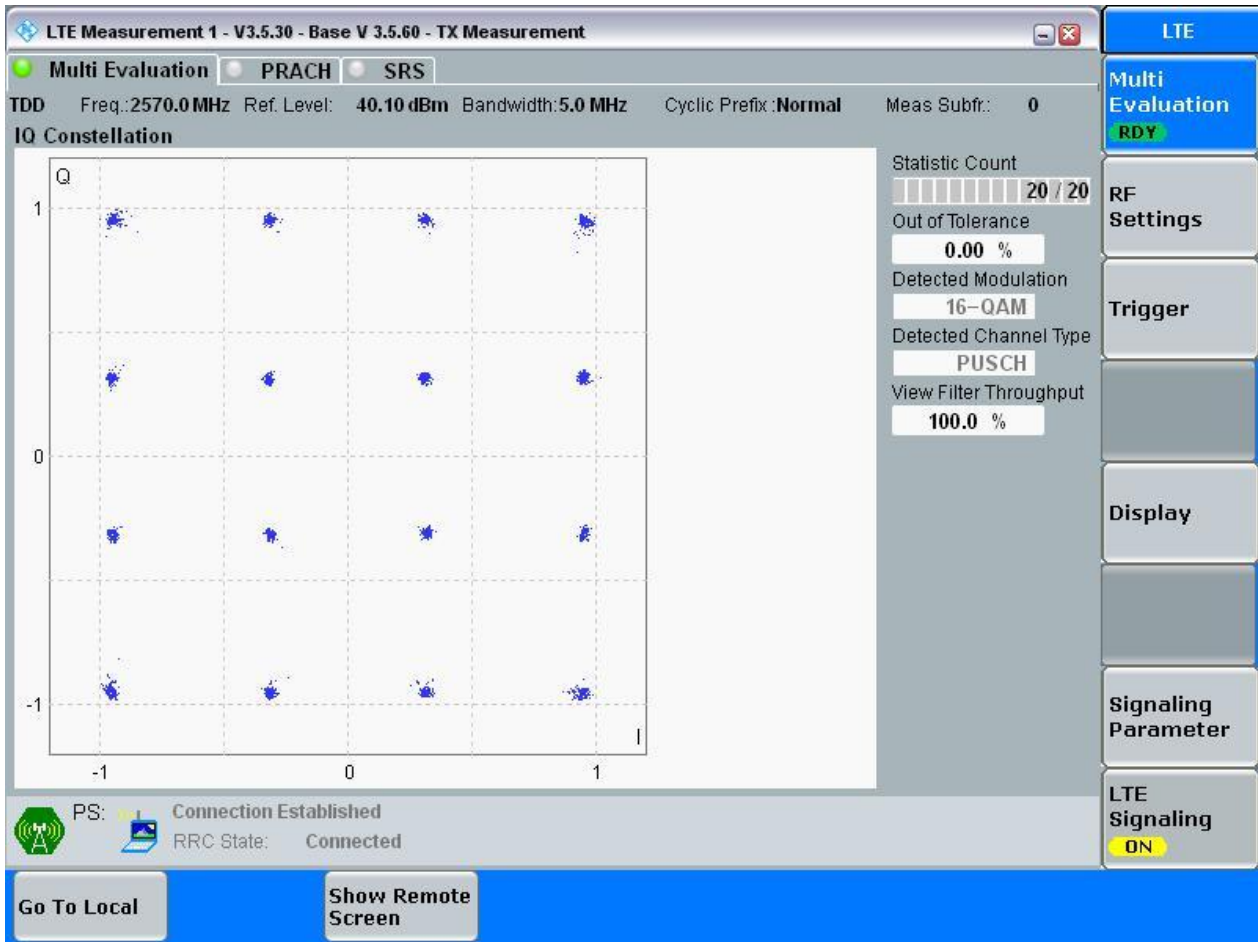 LTE Measurement 1 - V3.5.30 - Base V 3.5.60 - TX Measurement
Multi Evaluation PRACH SRS
TDD Freq.:2570.0 MHz Ref. Level: 40.10 dBm Bandwidth:5.0 MHz Cyclic Prefix :Normal Meas Subfr.: 0
IQ Constellation
Q
1
0
-1
I
-1 0 1
Statistic Count
20 / 20
Out of Tolerance
0.00 %
Detected Modulation
16-QAM
Detected Channel Type
PUSCH
View Filter Throughput
100.0 %
PS: Connection Established
RRC State: Connected
LTE
Multi
Evaluation
RDY
RF
Settings
Trigger
Display
Signaling
Parameter
LTE
Signaling
ON
Go To Local
Show Remote
Screen